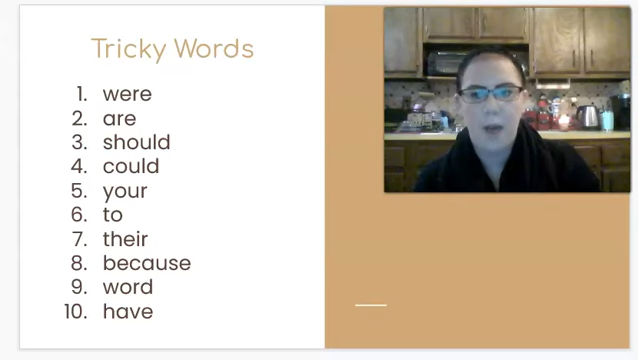 Tricky Words
1. were
2. are
3. should
4. could
5. your
6. to
7. their
8. because
9. word
10. have